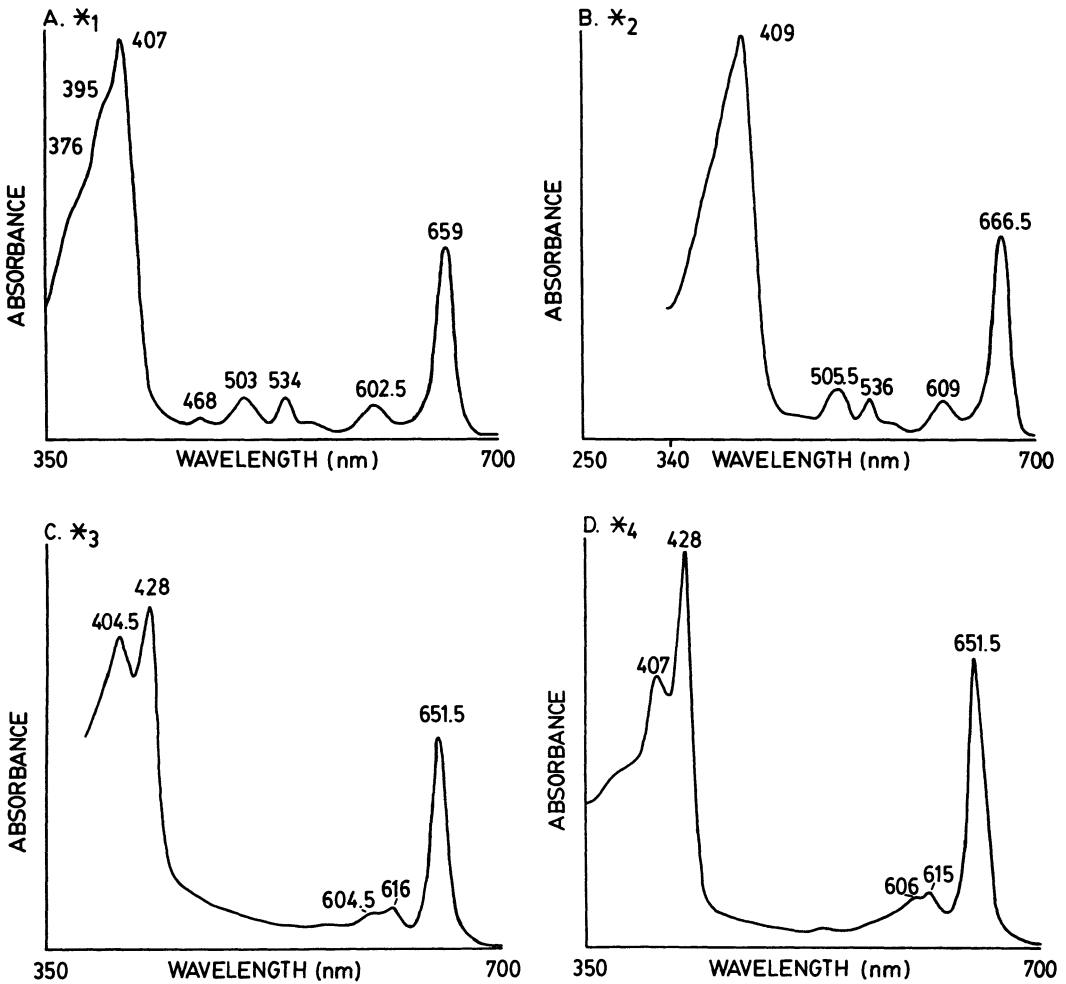 A. *1
407
395
376
659
503
534
602.5
468
ABSORBANCE
350
WAVELENGTH (nm)
700
B. *2
409
666.5
505.5
536
609
ABSORBANCE
250
340
WAVELENGTH (nm)
700
C. *3
428
404.5
651.5
604.5
616
ABSORBANCE
350
WAVELENGTH (nm)
700
D. *4
428
407
651.5
606
615
ABSORBANCE
350
WAVELENGTH (nm)
700